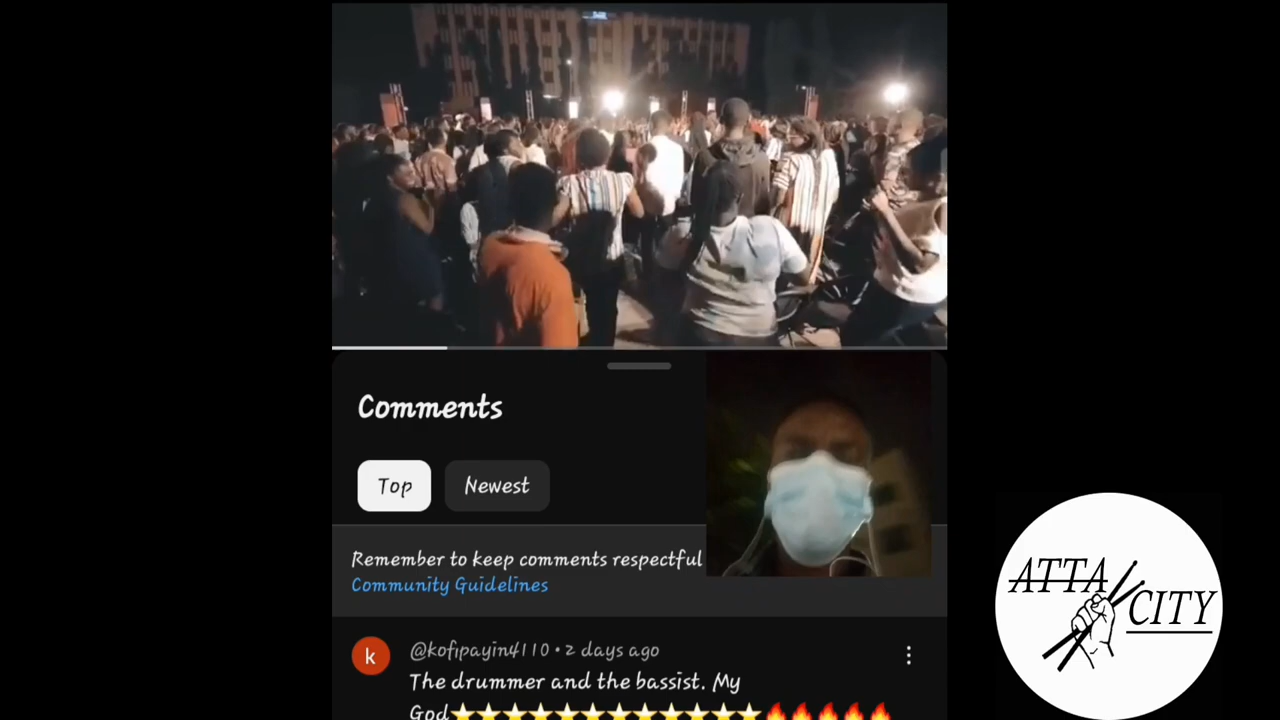 Comments
Top
Newest
Remember to keep comments respectful
Community Guidelines
@kofipayin4110 • 2 days ago
k
The drummer and the bassist. My
God⭐⭐⭐⭐⭐⭐⭐⭐⭐⭐⭐⭐⭐🔥🔥🔥🔥🔥
ATTA
CITY